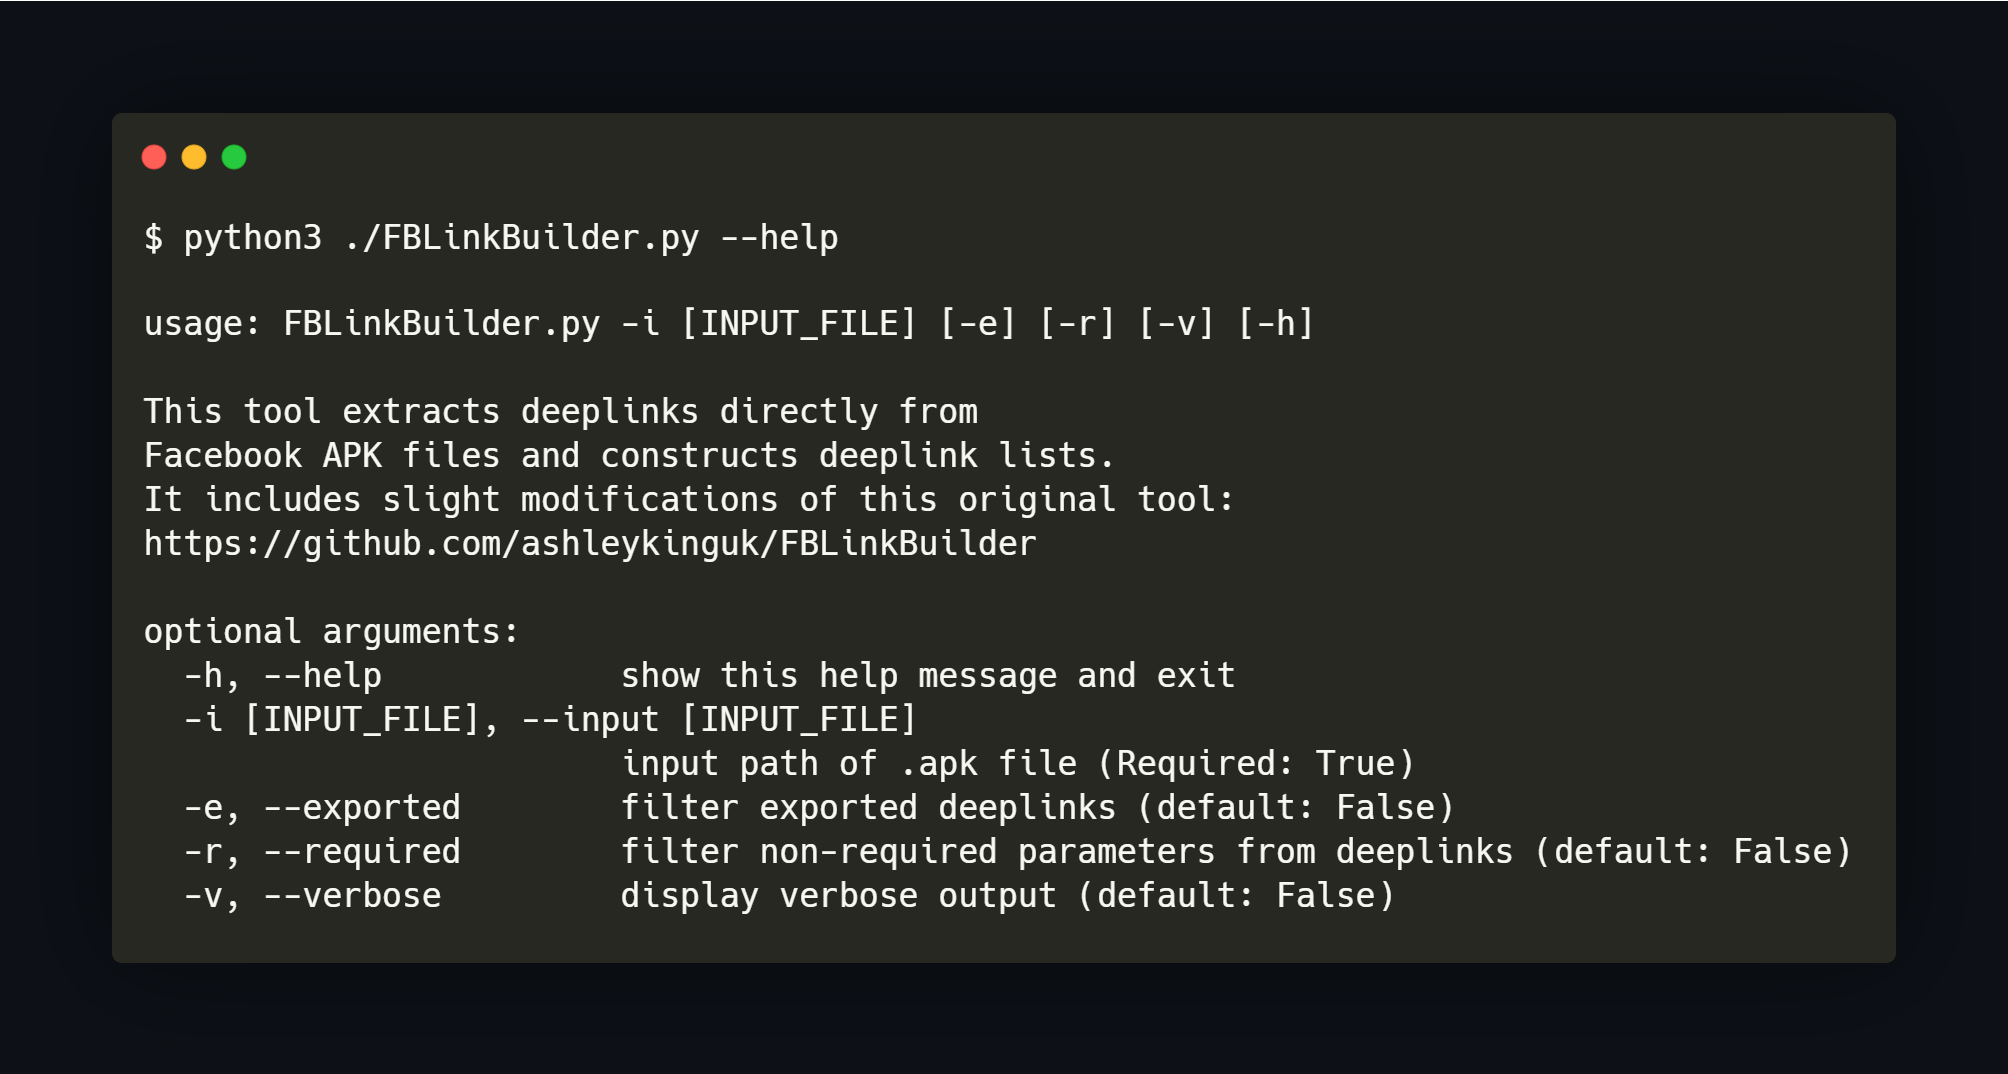 $ python3 ./FBLinkBuilder.py --help
usage: FBLinkBuilder.py -i [INPUT_FILE] [-e] [-r] [-v] [-h]
This tool extracts deeplinks directly from
Facebook APK files and constructs deeplink lists.
It includes slight modifications of this original tool:
https://github.com/ashleykinguk/FBLinkBuilder
optional arguments:
  -h, --help            show this help message and exit
  -i [INPUT_FILE], --input [INPUT_FILE]
                        input path of .apk file (Required: True)
  -e, --exported        filter exported deeplinks (default: False)
  -r, --required        filter non-required parameters from deeplinks (default: False)
  -v, --verbose         display verbose output (default: False)